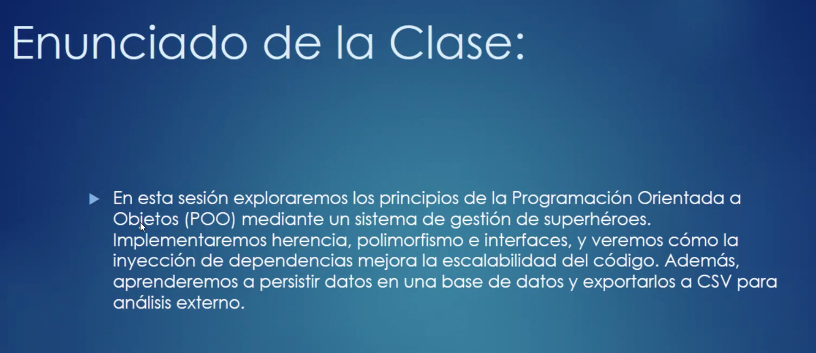 Enunciado de la Clase:
En esta sesión exploraremos los principios de la Programación Orientada a
Objetos (POO) mediante un sistema de gestión de superhéroes.
Implementaremos herencia, polimorfismo e interfaces, y veremos cómo la
inyección de dependencias mejora la escalabilidad del código. Además,
aprenderemos a persistir datos en una base de datos y exportarlos a CSV para
análisis externo.